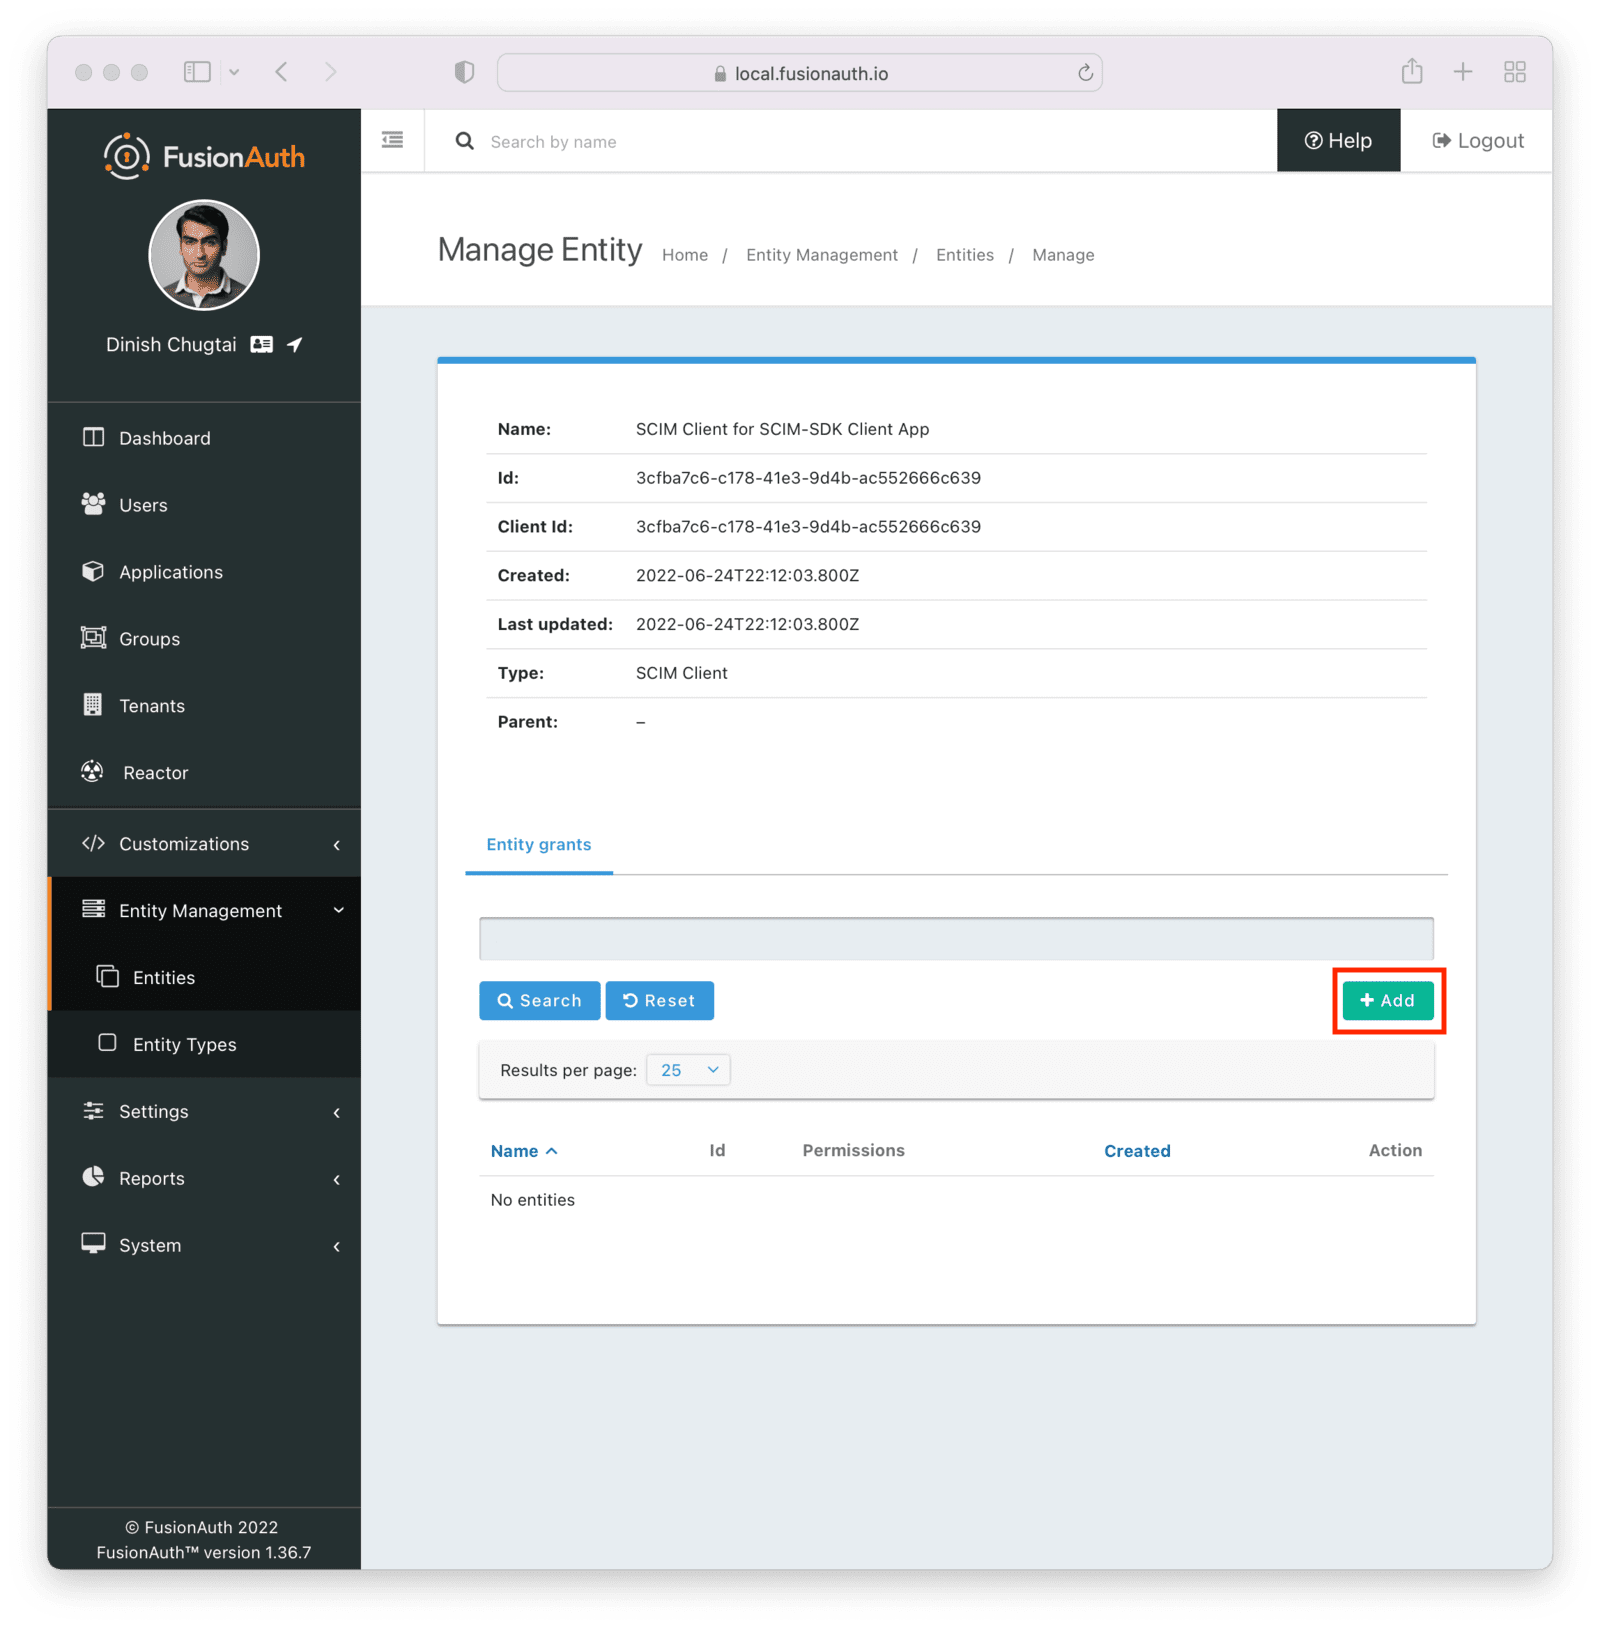 local.fusionauth.io
FusionAuth
Search by name
Help
Logout
Dinish Chugtai
Dashboard
Users
Applications
Groups
Tenants
Reactor
Customizations
Entity Management
Entities
Entity Types
Settings
Reports
System
© FusionAuth 2022
FusionAuth™ version 1.36.7
Manage Entity Home / Entity Management / Entities / Manage
Name: SCIM Client for SCIM-SDK Client App
Id: 3cfba7c6-c178-41e3-9d4b-ac552666c639
Client Id: 3cfba7c6-c178-41e3-9d4b-ac552666c639
Created: 2022-06-24T22:12:03.800Z
Last updated: 2022-06-24T22:12:03.800Z
Type: SCIM Client
Parent: –
Entity grants
Search Reset Add
Results per page: 25
Name Id Permissions Created Action
No entities